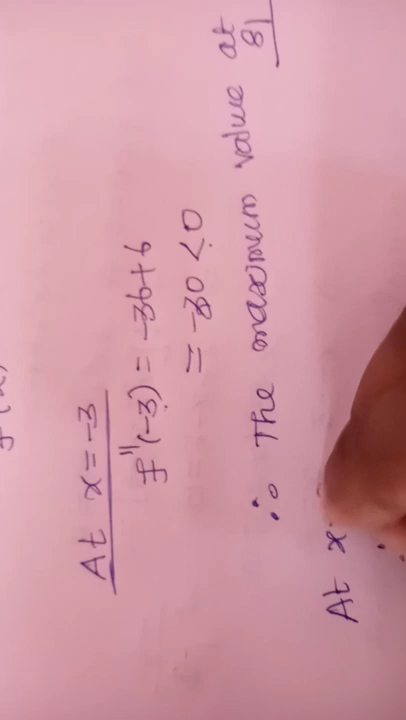 At x = -3
f"(-3) = -36+6
= -30 < 0
∴ The maximum value at
81
At x